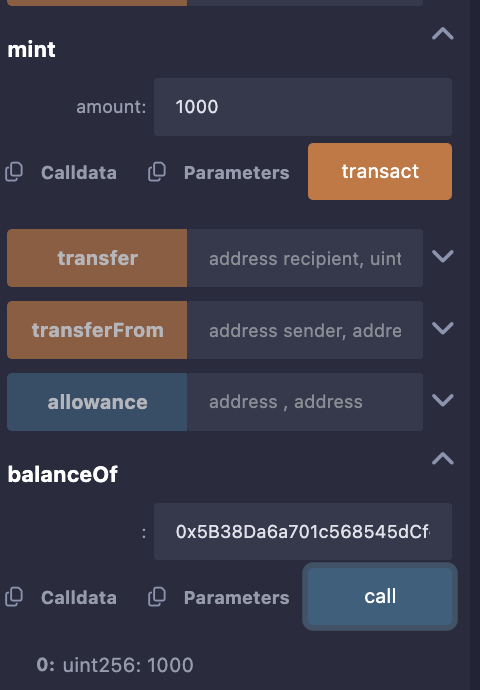 mint
amount: 1000
Calldata Parameters transact
transfer address recipient, uint
transferFrom address sender, addre
allowance address , address
balanceOf
: 0x5B38Da6a701c568545dCf
Calldata Parameters call
0: uint256: 1000